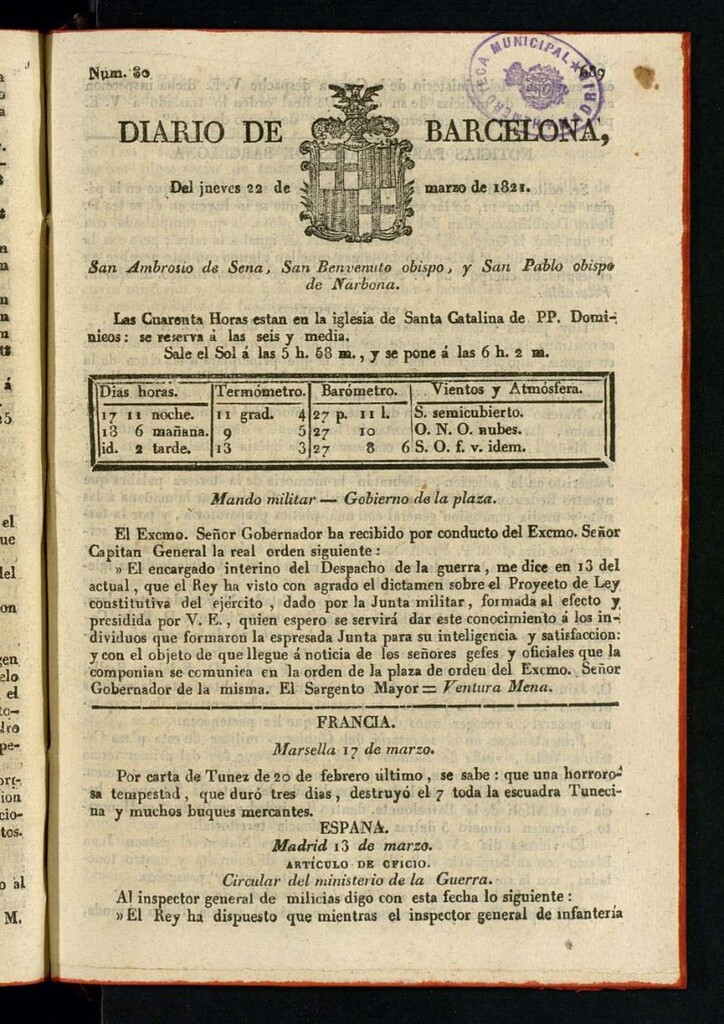 Num. 80
689
HEMEROTECA MUNICIPAL ★ MADRID
DIARIO DE BARCELONA,
Del jueves 22 de marzo de 1821.
San Ambrosio de Sena, San Benvenuto obispo, y San Pablo obispo
de Narbona.
Las Cuarenta Horas estan en la iglesia de Santa Catalina de PP. Domi-
nicos: se reserva á las seis y media.
Sale el Sol á las 5 h. 58 m., y se pone á las 6 h. 2 m.
Dias horas. Termómetro. Barómetro. Vientos y Atmósfera.
17 11 noche. 11 grad. 4 27 p. 11 l. S. semicubierto.
18 6 mañana. 9 5 27 10 O. N. O. nubes.
id. 2 tarde. 13 3 27 8 6 S. O. f. v. idem.
Mando militar — Gobierno de la plaza.
El Excmo. Señor Gobernador ha recibido por conducto del Excmo. Señor
Capitan General la real orden siguiente:
» El encargado interino del Despacho de la guerra, me dice en 13 del
actual, que el Rey ha visto con agrado el dictamen sobre el Proyecto de Ley
constitutiva del ejército, dado por la Junta militar, formada al efecto y
presidida por V. E., quien espero se servirá dar este conocimiento á los in-
dividuos que formaron la espresada Junta para su inteligencia y satisfaccion:
y con el objeto de que llegue á noticia de los señores gefes y oficiales que la
componian se comunica en la orden de la plaza de orden del Excmo. Señor
Gobernador de la misma. El Sargento Mayor = Ventura Mena.
FRANCIA.
Marsella 17 de marzo.
Por carta de Tunez de 20 de febrero último, se sabe: que una horroro-
sa tempestad, que duró tres dias, destruyó el 7 toda la escuadra Tuneci-
na y muchos buques mercantes.
ESPAÑA.
Madrid 13 de marzo.
ARTÍCULO DE OFICIO.
Circular del ministerio de la Guerra.
Al inspector general de milicias digo con esta fecha lo siguiente:
» El Rey ha dispuesto que mientras el inspector general de infantería